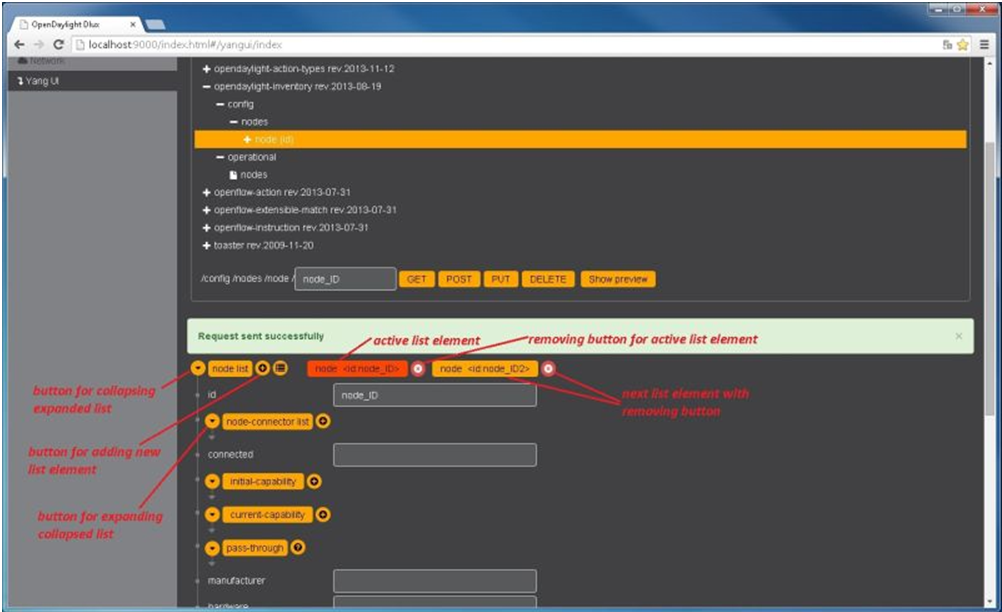 OpenDaylight Dlux
localhost:9000/index.html#/yangui/index
Network
Yang UI
opendaylight-action-types rev.2013-11-12
opendaylight-inventory rev.2013-08-19
config
nodes
node {id}
operational
nodes
openflow-action rev.2013-07-31
openflow-extensible-match rev.2013-07-31
openflow-instruction rev.2013-07-31
toaster rev.2009-11-20
/config /nodes /node / node_ID GET POST PUT DELETE Show preview
Request sent successfully
active list element
removing button for active list element
node list
node <id:node_ID>
node <id:node_ID2>
button for collapsing
expanded list
next list element with
removing button
id
node_ID
node-connector list
button for adding new
list element
connected
initial-capability
button for expanding
collapsed list
current-capability
pass-through
manufacturer
hardware